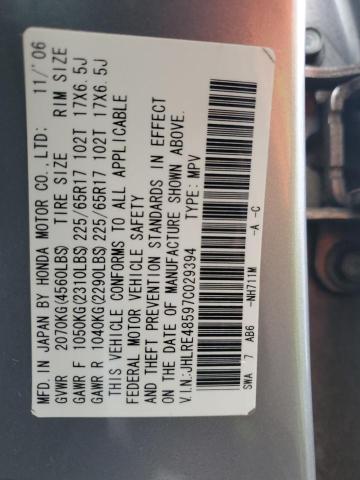 MFD. IN JAPAN BY HONDA MOTOR CO., LTD.: 11/'06
GVWR 2070KG(4560LBS) TIRE SIZE RIM SIZE
GAWR F 1050KG(2310LBS) 225/65R17 102T 17X6.5J
GAWR R 1040KG(2290LBS) 225/65R17 102T 17X6.5J
THIS VEHICLE CONFORMS TO ALL APPLICABLE
FEDERAL MOTOR VEHICLE SAFETY
AND THEFT PREVENTION STANDARDS IN EFFECT
ON THE DATE OF MANUFACTURE SHOWN ABOVE.
V.I.N:JHLRE48597C029394 TYPE: MPV
SWA 7 AB6 -NH711M -A -C